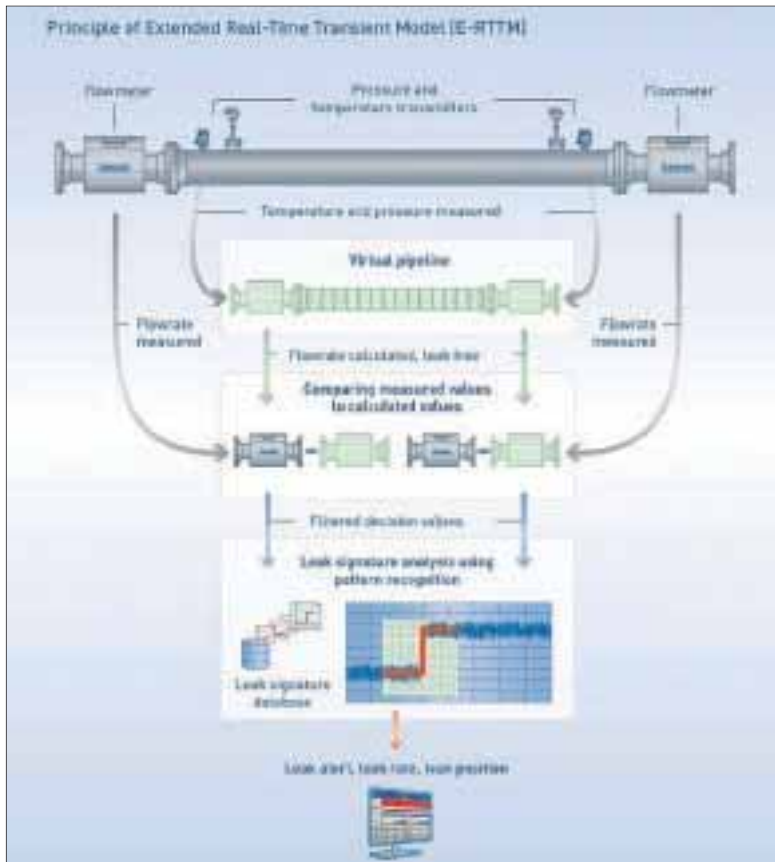 Principle of Extended Real-Time Transient Model (E-RTTM)
Flowmeter
Pressure and
temperature transmitters
Flowmeter
Temperature and pressure measured
Virtual pipeline
Flowrate
measured
Flowrate
measured
Flowrate calculated, leak free
Comparing measured values
to calculated values
Filtered decision values
Leak signature analysis using
pattern recognition
Leak signature
database
Leak alert, leak rate, leak position